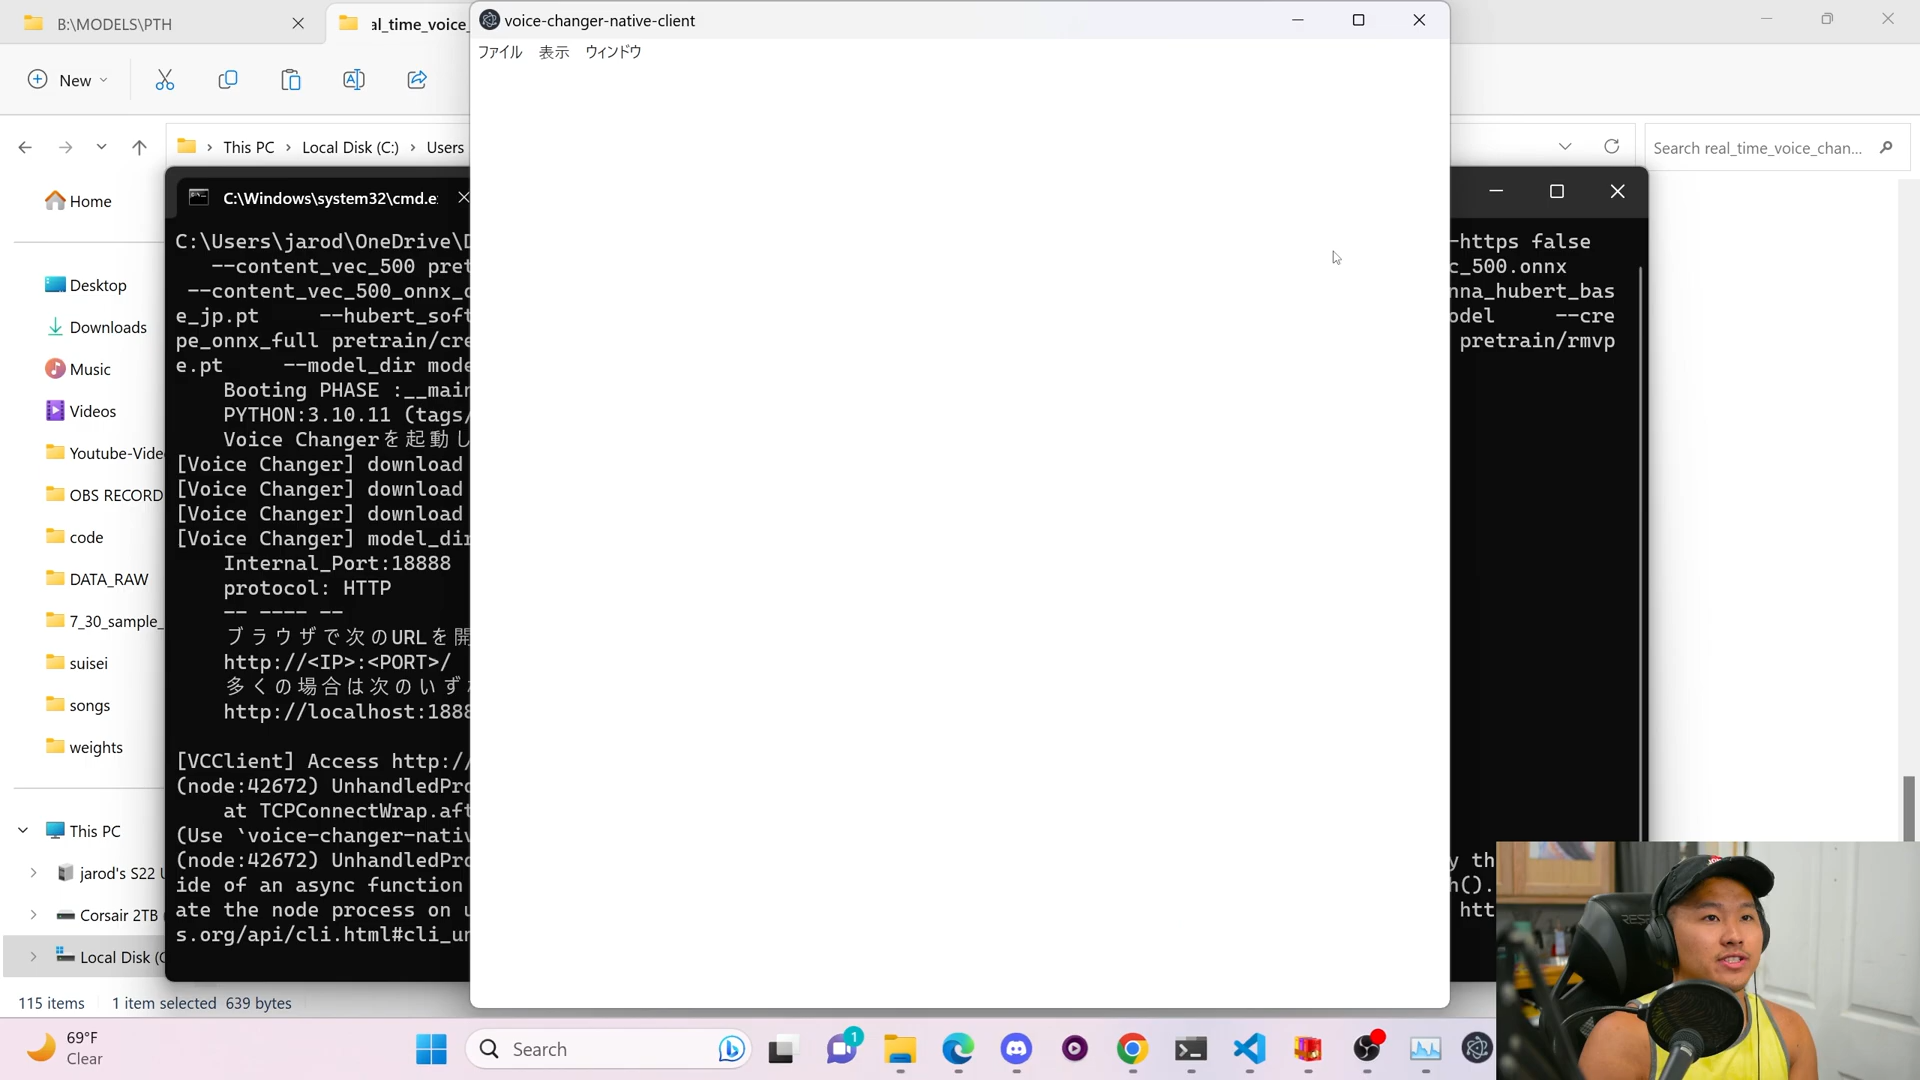 B:\MODELS\PTH
al_time_voice_
voice-changer-native-client
ファイル 表示 ウィンドウ
New
This PC > Local Disk (C:) > Users
Search real_time_voice_chan...
Home
Desktop
Downloads
Music
Videos
Youtube-Vide
OBS RECORD
code
DATA_RAW
7_30_sample_
suisei
songs
weights
This PC
jarod's S22 U
Corsair 2TB
Local Disk (C
115 items 1 item selected 639 bytes
C:\Windows\system32\cmd.e
C:\Users\jarod\OneDrive\D -https false
--content_vec_500 pret c_500.onnx
--content_vec_500_onnx_o nna_hubert_bas
e_jp.pt --hubert_soft odel --cre
pe_onnx_full pretrain/cre pretrain/rmvp
e.pt --model_dir mode
Booting PHASE :__main
PYTHON:3.10.11 (tags/
Voice Changerを起動し
[Voice Changer] download
[Voice Changer] download
[Voice Changer] download
[Voice Changer] model_dir
Internal_Port:18888
protocol: HTTP
-- ---- --
ブラウザで次のURLを開
http://<IP>:<PORT>/
多くの場合は次のいずれ
http://localhost:1888
[VCClient] Access http://
(node:42672) UnhandledPro
at TCPConnectWrap.aft
(Use `voice-changer-nativ y th
(node:42672) UnhandledPro
ide of an async function h().
ate the node process on u htt
s.org/api/cli.html#cli_un
69°F
Clear
Search
1